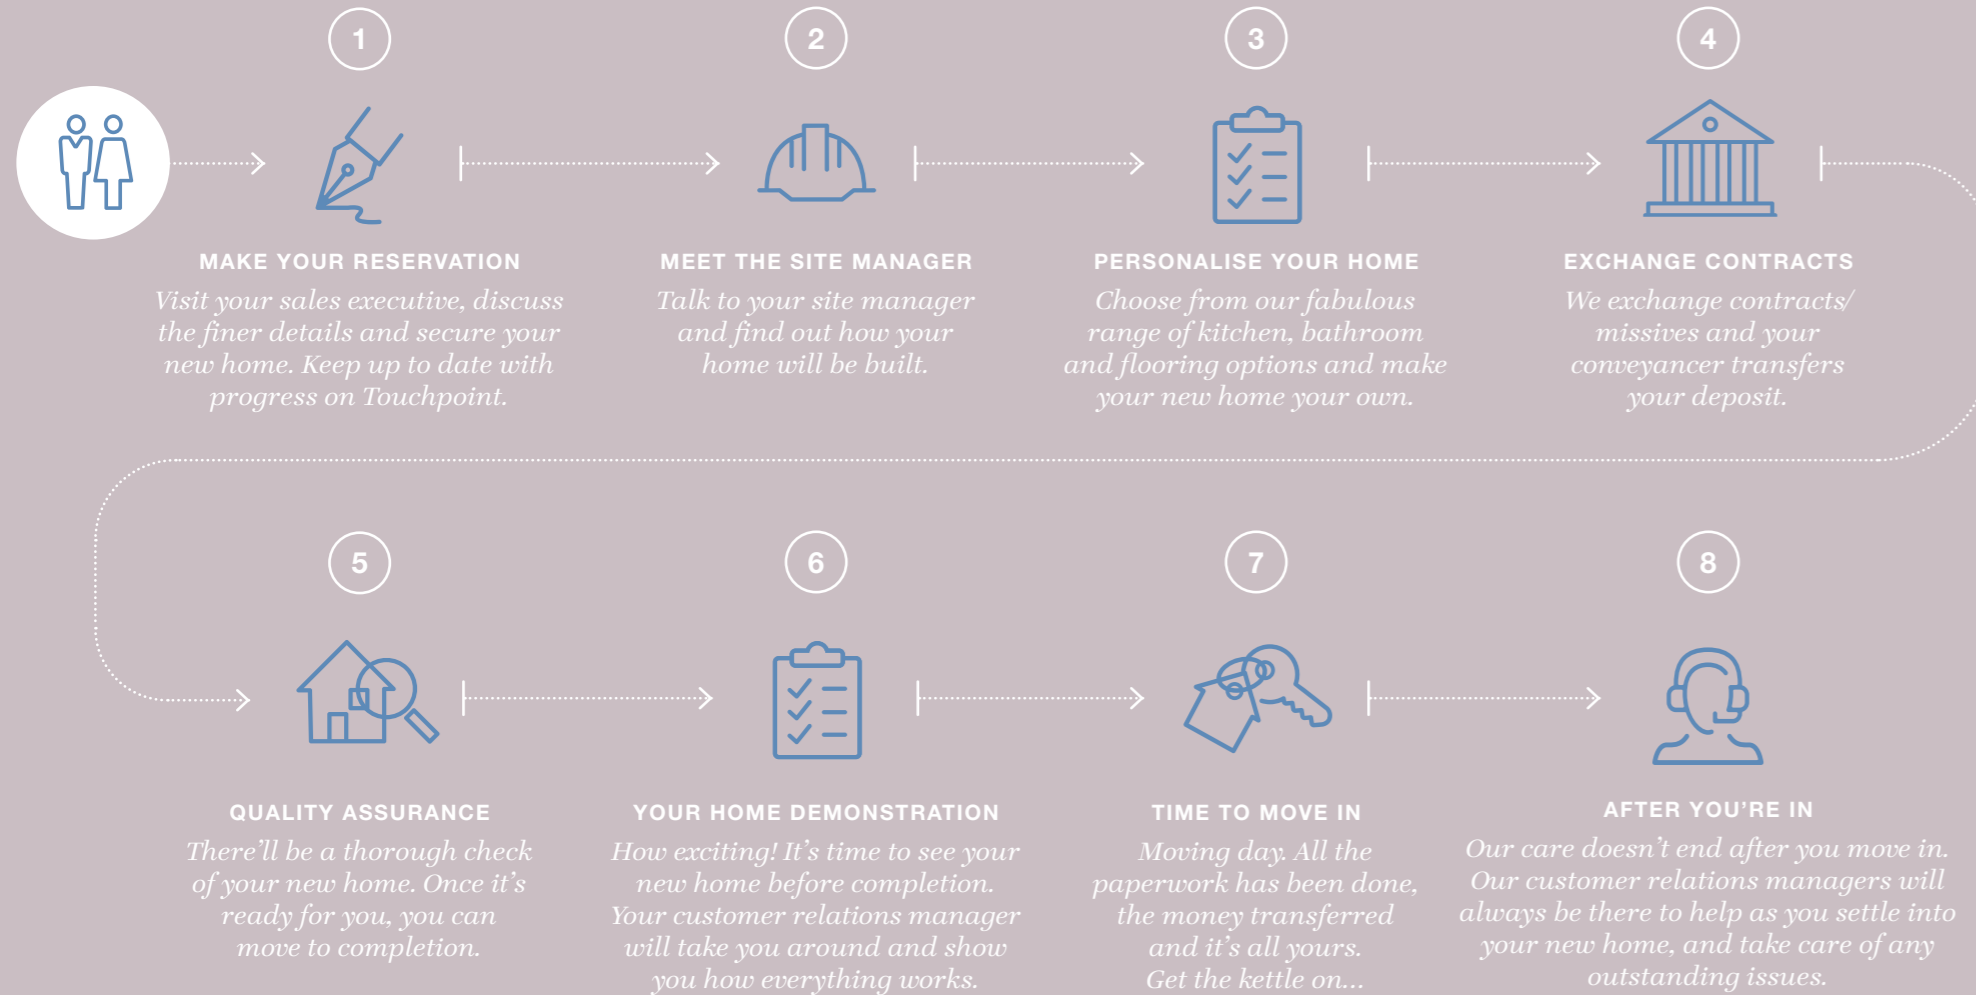 1
MAKE YOUR RESERVATION
Visit your sales executive, discuss
the finer details and secure your
new home. Keep up to date with
progress on Touchpoint.
2
MEET THE SITE MANAGER
Talk to your site manager
and find out how your
home will be built.
3
PERSONALISE YOUR HOME
Choose from our fabulous
range of kitchen, bathroom
and flooring options and make
your new home your own.
4
EXCHANGE CONTRACTS
We exchange contracts/
missives and your
conveyancer transfers
your deposit.
5
QUALITY ASSURANCE
There’ll be a thorough check
of your new home. Once it’s
ready for you, you can
move to completion.
6
YOUR HOME DEMONSTRATION
How exciting! It’s time to see your
new home before completion.
Your customer relations manager
will take you around and show
you how everything works.
7
TIME TO MOVE IN
Moving day. All the
paperwork has been done,
the money transferred
and it’s all yours.
Get the kettle on...
8
AFTER YOU’RE IN
Our care doesn’t end after you move in.
Our customer relations managers will
always be there to help as you settle into
your new home, and take care of any
outstanding issues.